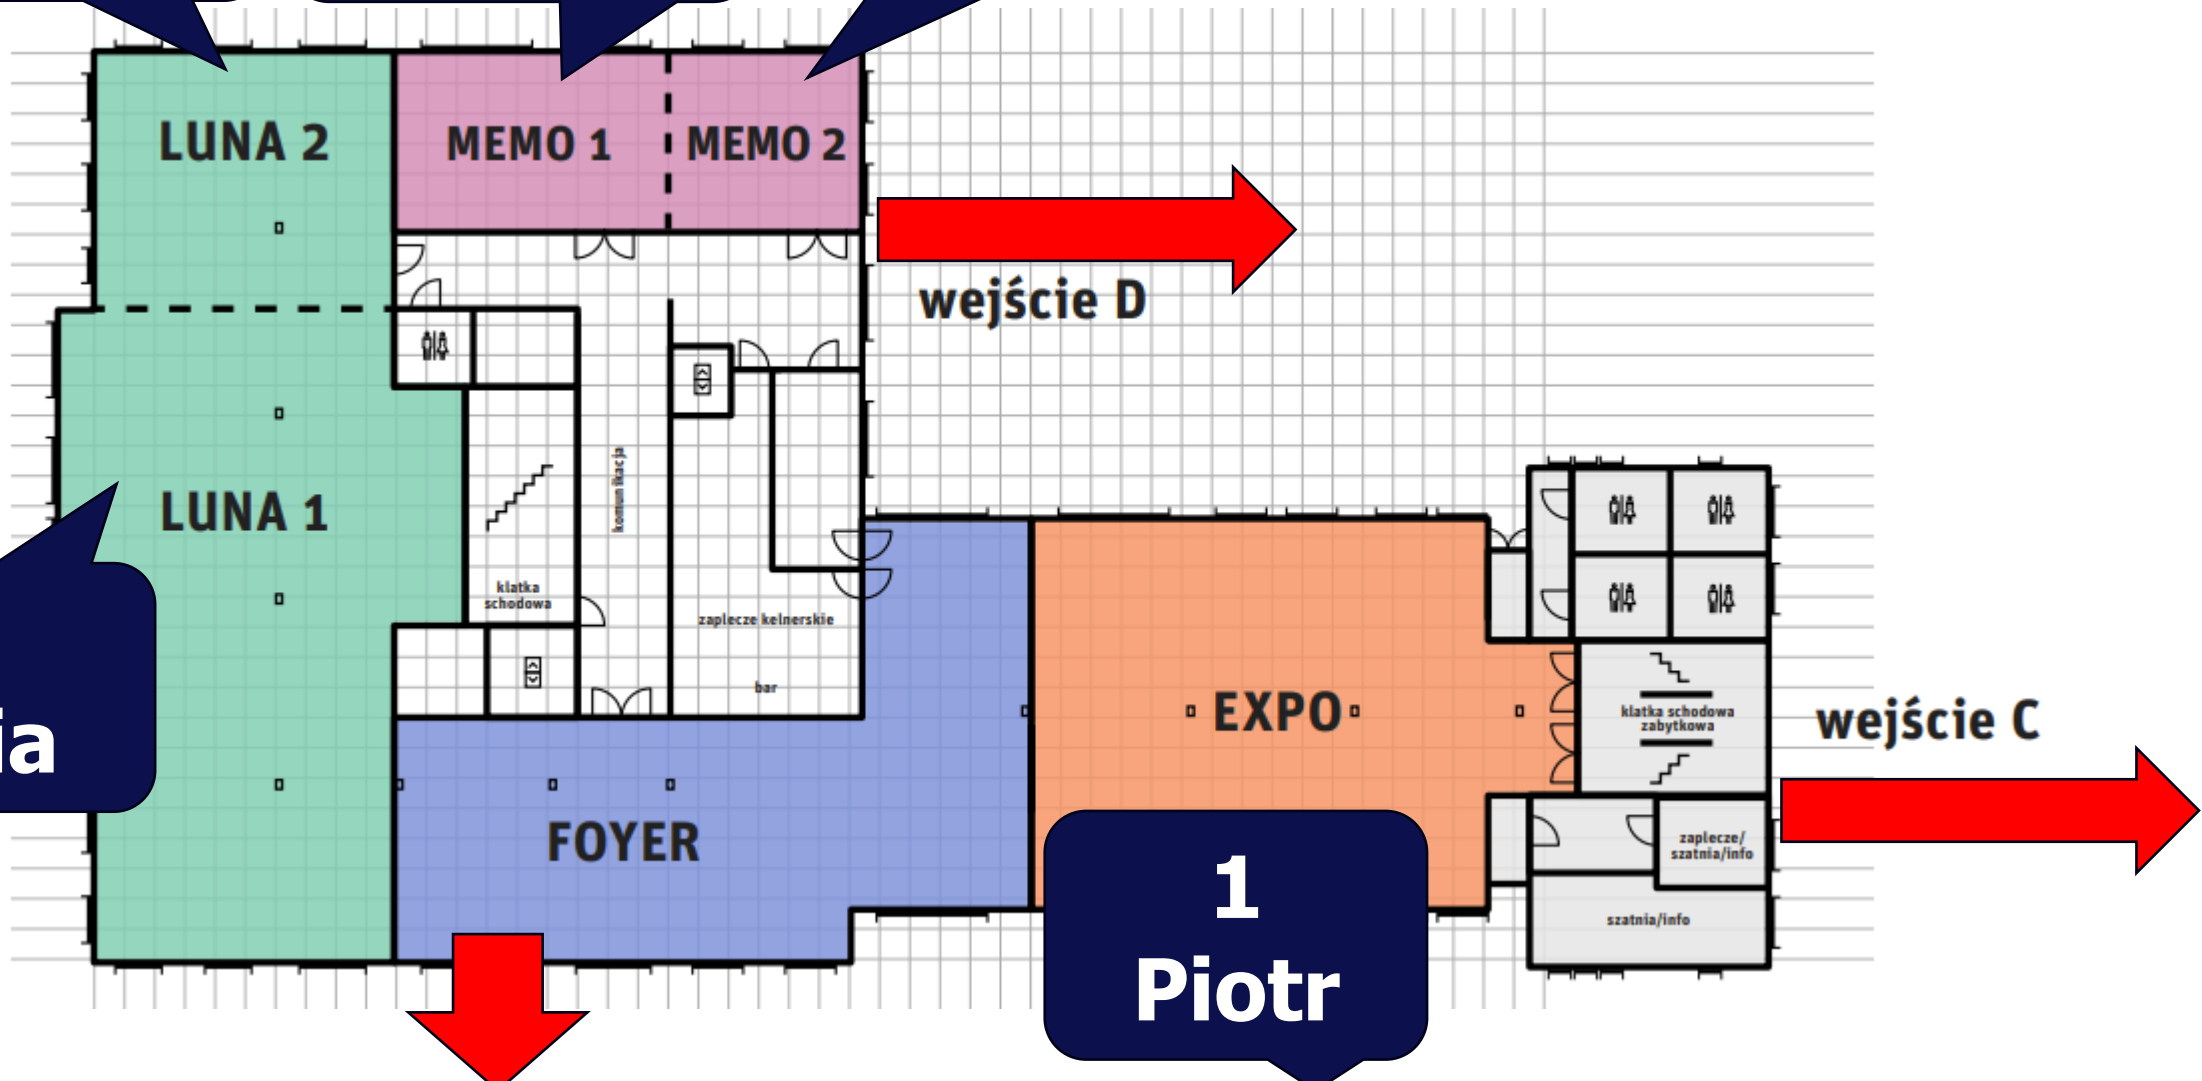 LUNA 2
MEMO 1
MEMO 2
wejście D
LUNA 1
komunikacja
klatka
schodowa
zaplecze kelnerskie
bar
EXPO
klatka schodowa
zabytkowa
wejście C
ia
FOYER
1
Piotr
zaplecze/
szatnia/info
szatnia/info